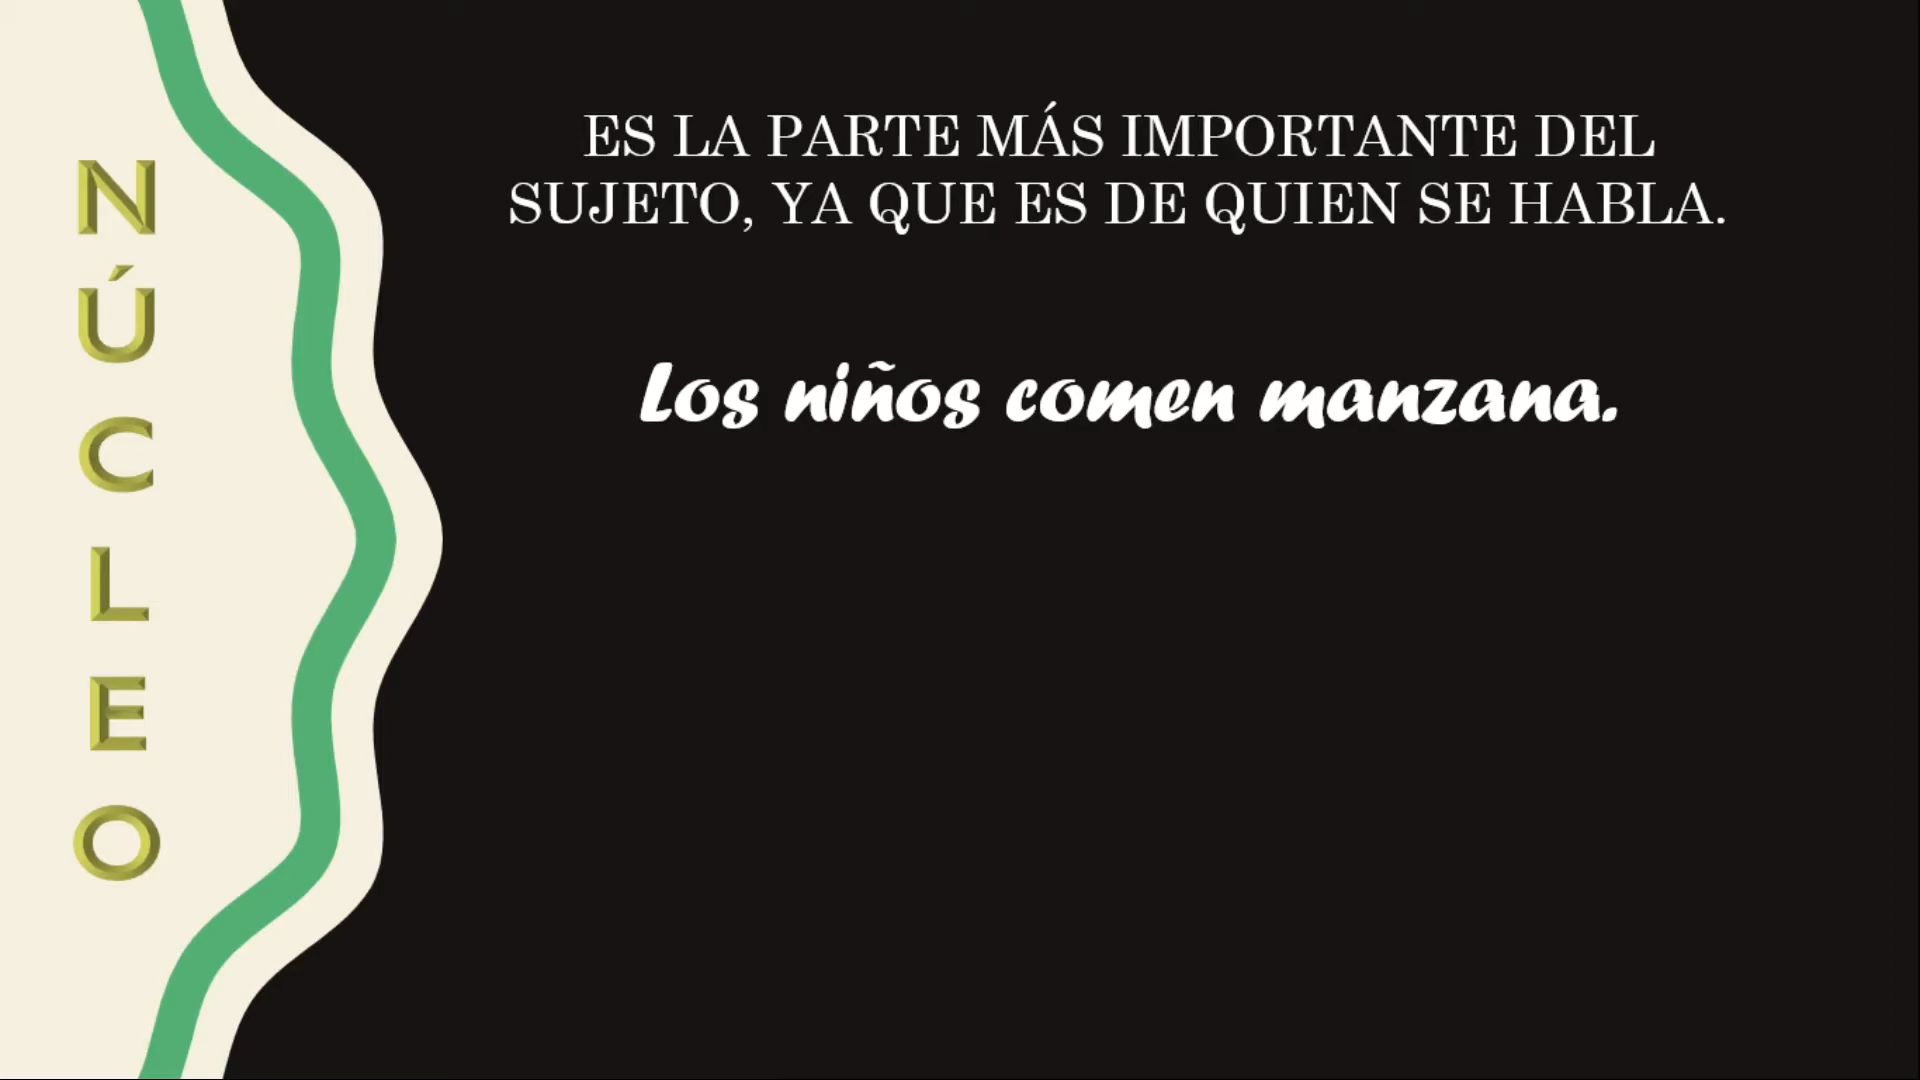 NÚCLEO
ES LA PARTE MÁS IMPORTANTE DEL
SUJETO, YA QUE ES DE QUIEN SE HABLA.
Los niños comen manzana.